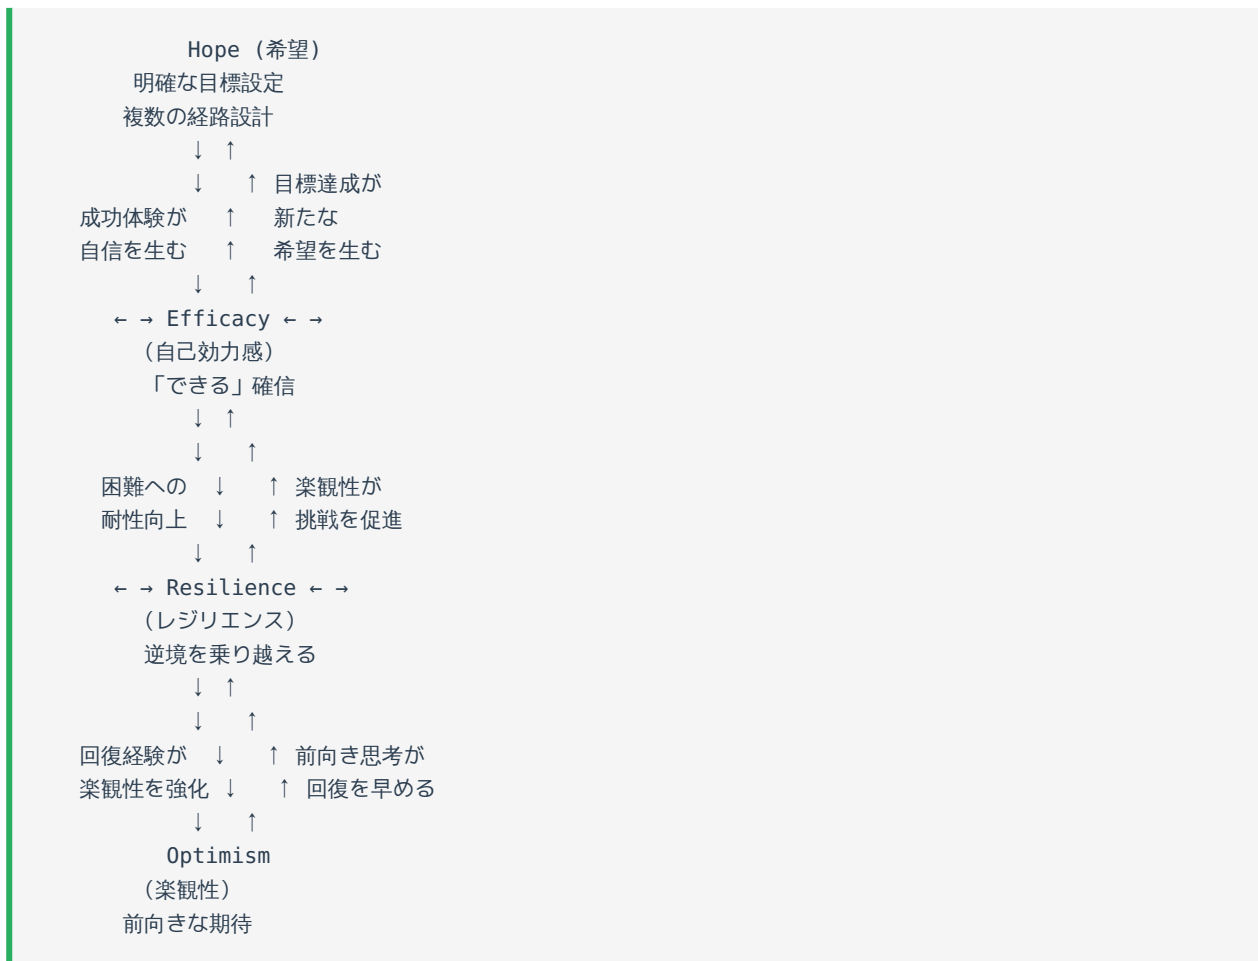 Hope (希望)
明確な目標設定
複数の経路設計
↓ ↑
↓ ↑ 目標達成が
成功体験が ↑ 新たな
自信を生む ↑ 希望を生む
↓ ↑
← → Efficacy ← →
(自己効力感)
「できる」確信
↓ ↑
↓ ↑
困難への ↓ ↑ 楽観性が
耐性向上 ↓ ↑ 挑戦を促進
↓ ↑
← → Resilience ← →
(レジリエンス)
逆境を乗り越える
↓ ↑
↓ ↑
回復経験が ↓ ↑ 前向き思考が
楽観性を強化 ↓ ↑ 回復を早める
↓ ↑
Optimism
(楽観性)
前向きな期待